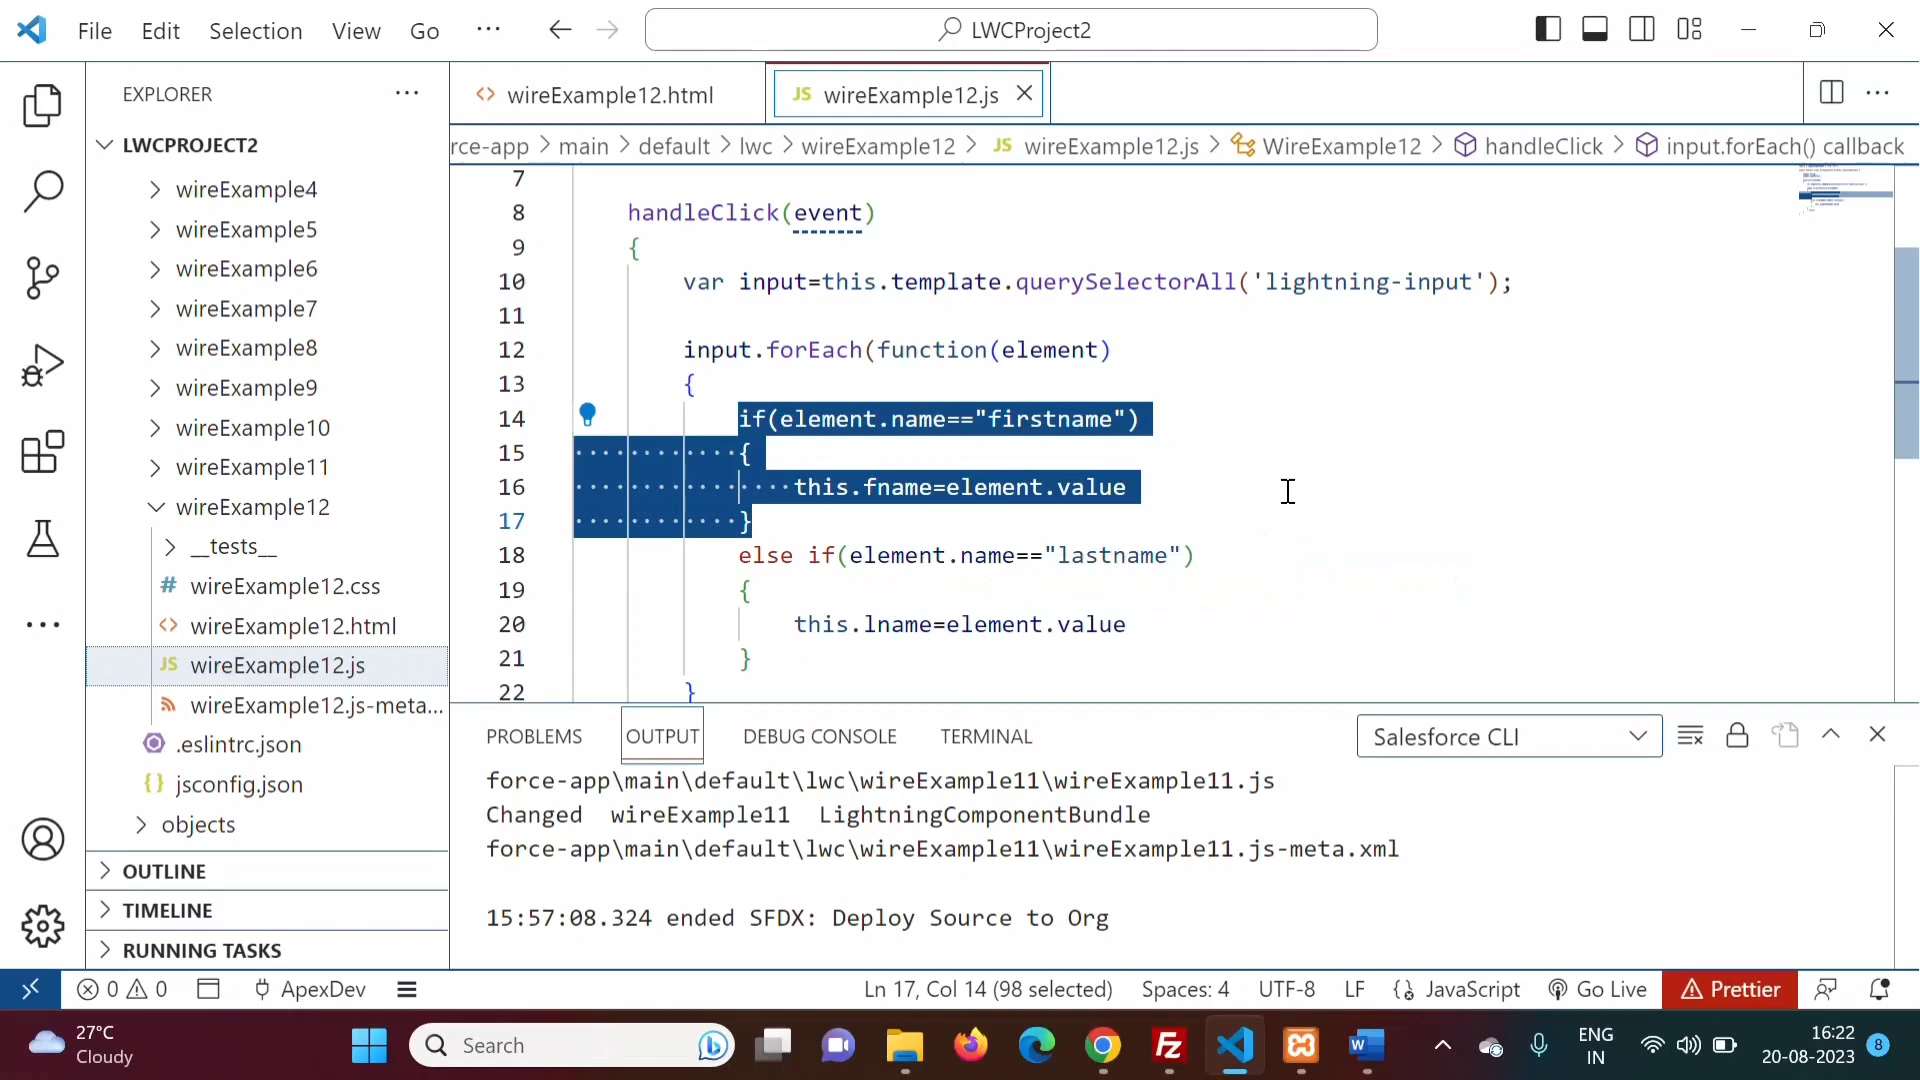 File Edit Selection View Go ··· LWCProject2
EXPLORER ···
LWCPROJECT2
wireExample4
wireExample5
wireExample6
wireExample7
wireExample8
wireExample9
wireExample10
wireExample11
wireExample12
__tests__
# wireExample12.css
<> wireExample12.html
JS wireExample12.js
wireExample12.js-meta...
.eslintrc.json
{} jsconfig.json
objects
OUTLINE
TIMELINE
RUNNING TASKS
<> wireExample12.html JS wireExample12.js
rce-app > main > default > lwc > wireExample12 > JS wireExample12.js > WireExample12 > handleClick > input.forEach() callback
7
8 handleClick(event)
9 {
10 var input=this.template.querySelectorAll('lightning-input');
11
12 input.forEach(function(element)
13 {
14 if(element.name=="firstname")
15 {
16 this.fname=element.value
17 }
18 else if(element.name=="lastname")
19 {
20 this.lname=element.value
21 }
22 }
PROBLEMS OUTPUT DEBUG CONSOLE TERMINAL Salesforce CLI
force-app\main\default\lwc\wireExample11\wireExample11.js
Changed wireExample11 LightningComponentBundle
force-app\main\default\lwc\wireExample11\wireExample11.js-meta.xml
15:57:08.324 ended SFDX: Deploy Source to Org
0 0 ApexDev Ln 17, Col 14 (98 selected) Spaces: 4 UTF-8 LF JavaScript Go Live Prettier
27°C
Cloudy
Search
ENG
IN
16:22
20-08-2023
8